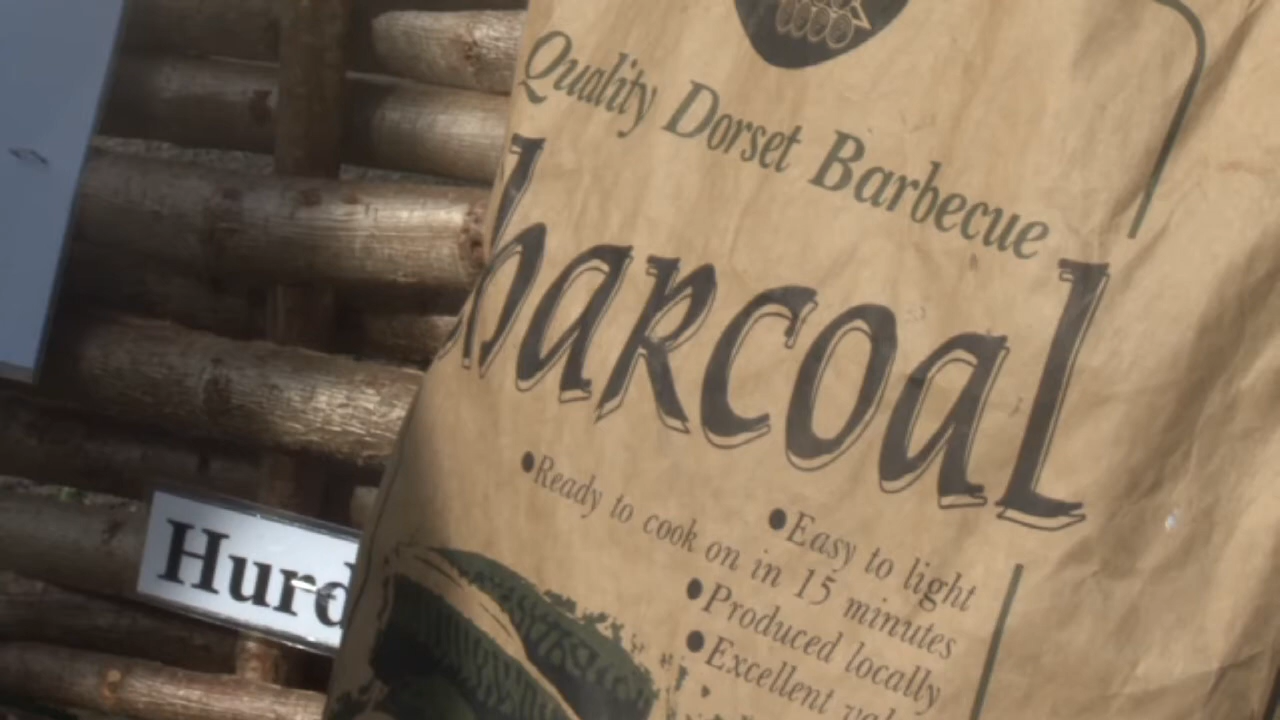 Quality Dorset Barbecue
harcoal
•Easy to light
•Ready to cook on in 15 minutes
•Produced locally
•Excellent
Hurd